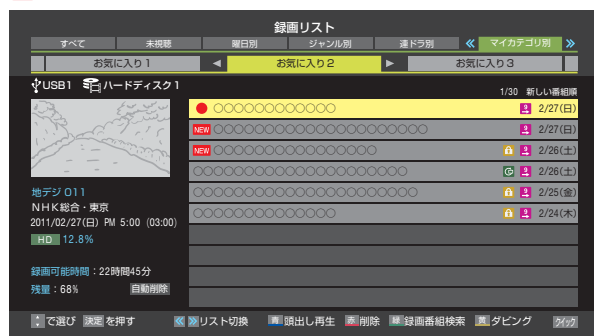 録画リスト
すべて 未視聴 曜日別 ジャンル別 連ドラ別 マイカテゴリ別
お気に入り1 お気に入り2 お気に入り3
USB1 ハードディスク1
1/30 新しい番組順
○○○○○○○○○○○○ 2/27(日)
NEW ○○○○○○○○○○○○○○○○○○○○○ 2/27(日)
NEW ○○○○○○○○○○○○○○○○ 2/26(土)
○○○○○○○○○○○○○○○○○○○○○ 2/26(土)
○○○○○○○○○○○○○○○○○○○○○○ 2/25(金)
○○○○○○○○○○○○○○ 2/24(木)
地デジ 011
NHK総合・東京
2011/02/27(日) PM 5:00 (03:00)
HD 12.8%
録画可能時間：22時間45分
残量：68% 自動削除
で選び 決定 を押す リスト切換 青 頭出し再生 赤 削除 緑 録画番組検索 黄 ダビング クイック